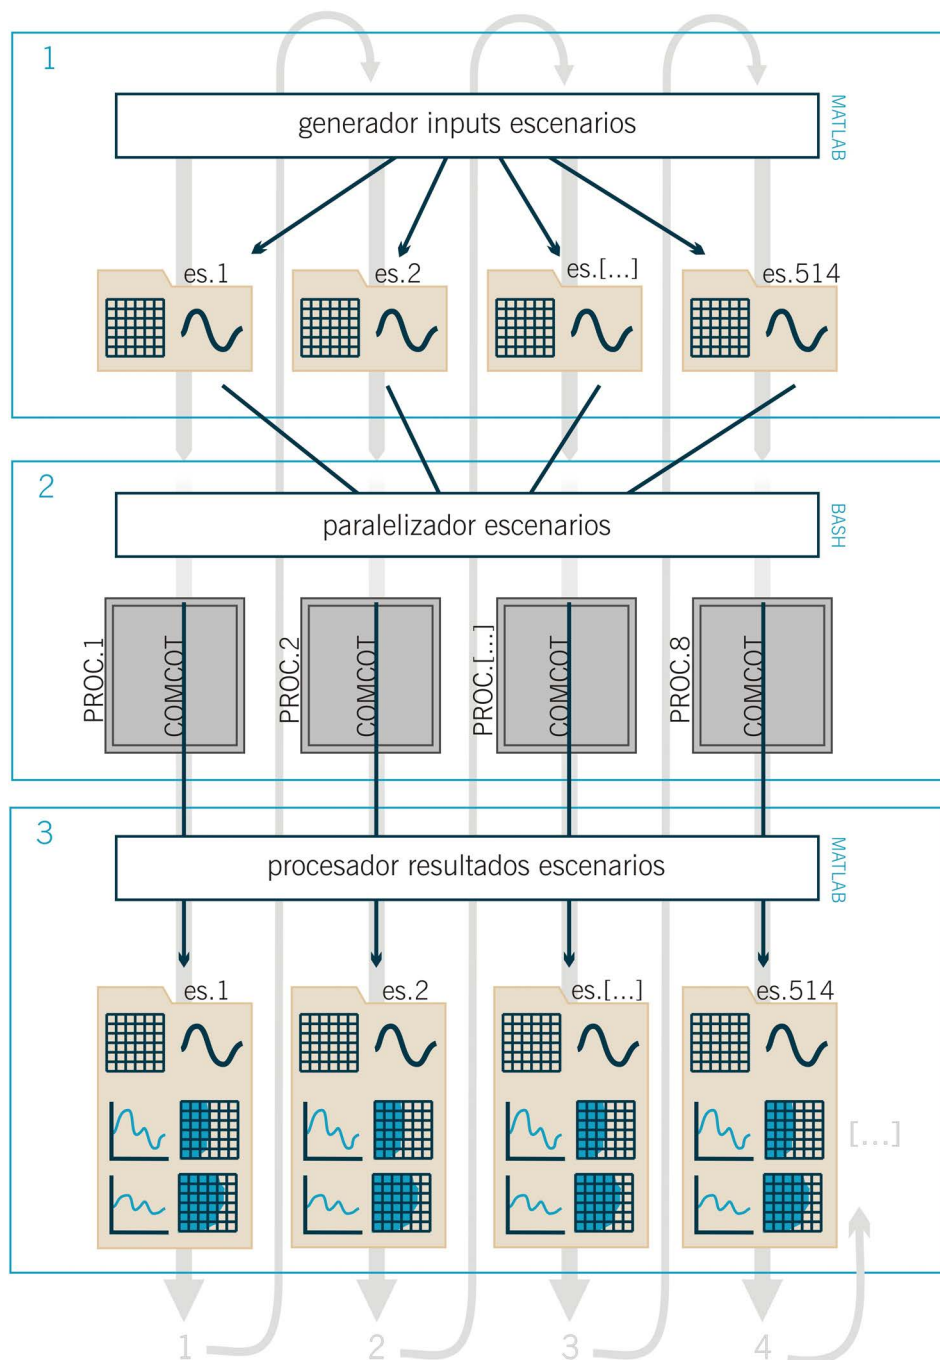 1
generador inputs escenarios
MATLAB
es.1
es.2
es.[...]
es.514
2
paralelizador escenarios
BASH
PROC.1
COMCOT
PROC.2
COMCOT
PROC.[...]
COMCOT
PROC.8
COMCOT
3
procesador resultados escenarios
MATLAB
es.1
es.2
es.[...]
es.514
[...]
1
2
3
4